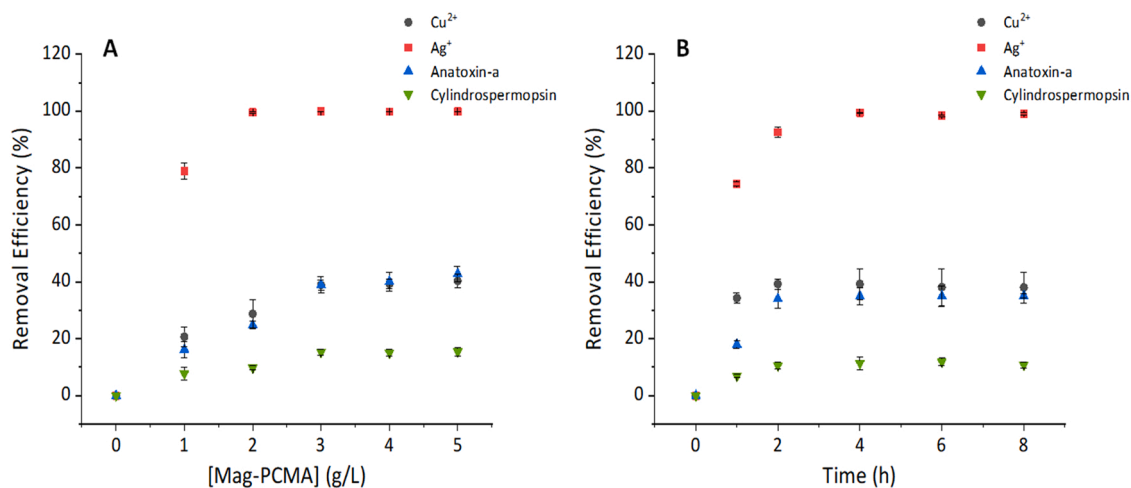 A
Cu²⁺
Ag⁺
Anatoxin-a
Cylindrospermopsin
120
100
80
60
40
20
0
Removal Efficiency (%)
0 1 2 3 4 5
[Mag-PCMA] (g/L)
B
Cu²⁺
Ag⁺
Anatoxin-a
Cylindrospermopsin
120
100
80
60
40
20
0
Removal Efficiency (%)
0 2 4 6 8
Time (h)